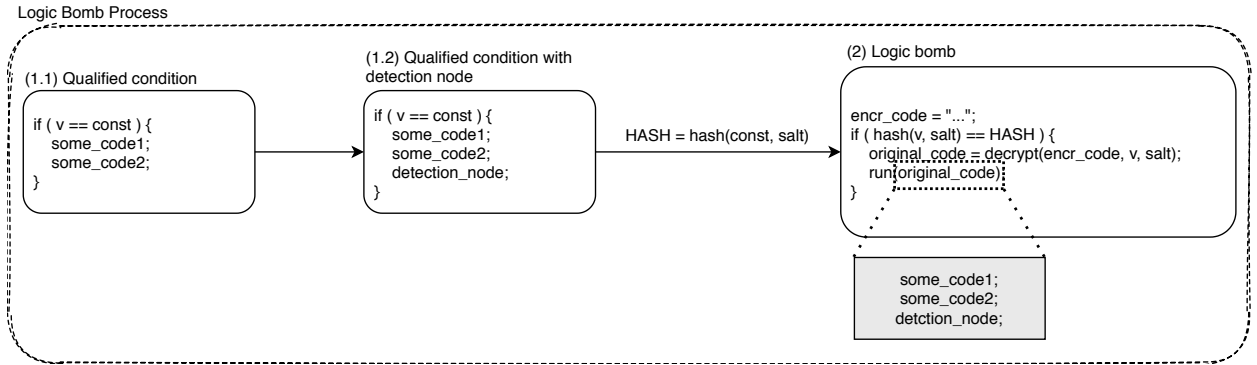 Logic Bomb Process
(1.1) Qualified condition
if ( v == const ) {
some_code1;
some_code2;
}
(1.2) Qualified condition with
detection node
if ( v == const ) {
some_code1;
some_code2;
detection_node;
}
HASH = hash(const, salt)
(2) Logic bomb
encr_code = "...";
if ( hash(v, salt) == HASH ) {
original_code = decrypt(encr_code, v, salt);
run(original_code)
}
some_code1;
some_code2;
detction_node;